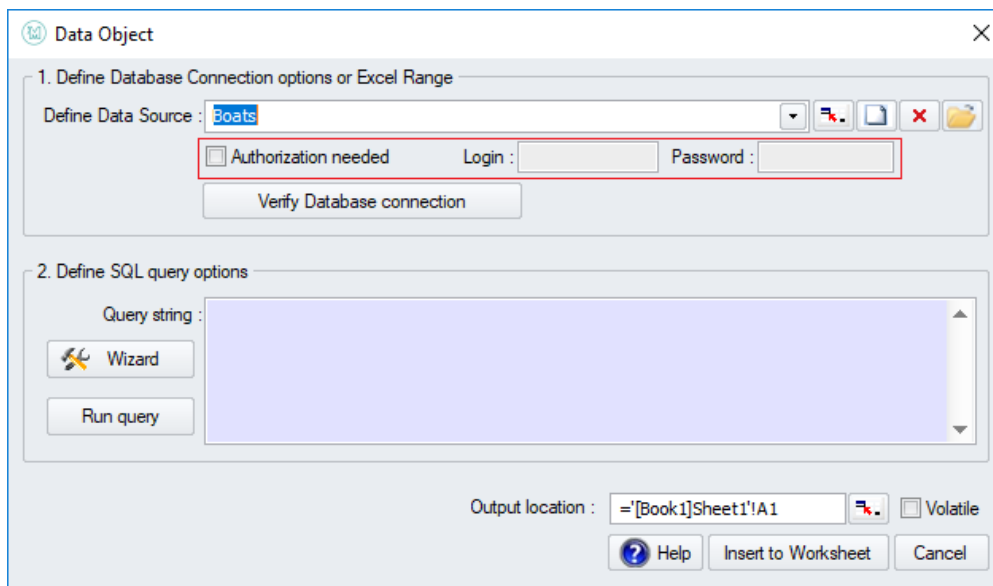 Data Object
1. Define Database Connection options or Excel Range
Define Data Source : Boats
Authorization needed Login : Password :
Verify Database connection
2. Define SQL query options
Query string :
Wizard
Run query
Output location : ='[Book1]Sheet1'!A1 Volatile
Help Insert to Worksheet Cancel